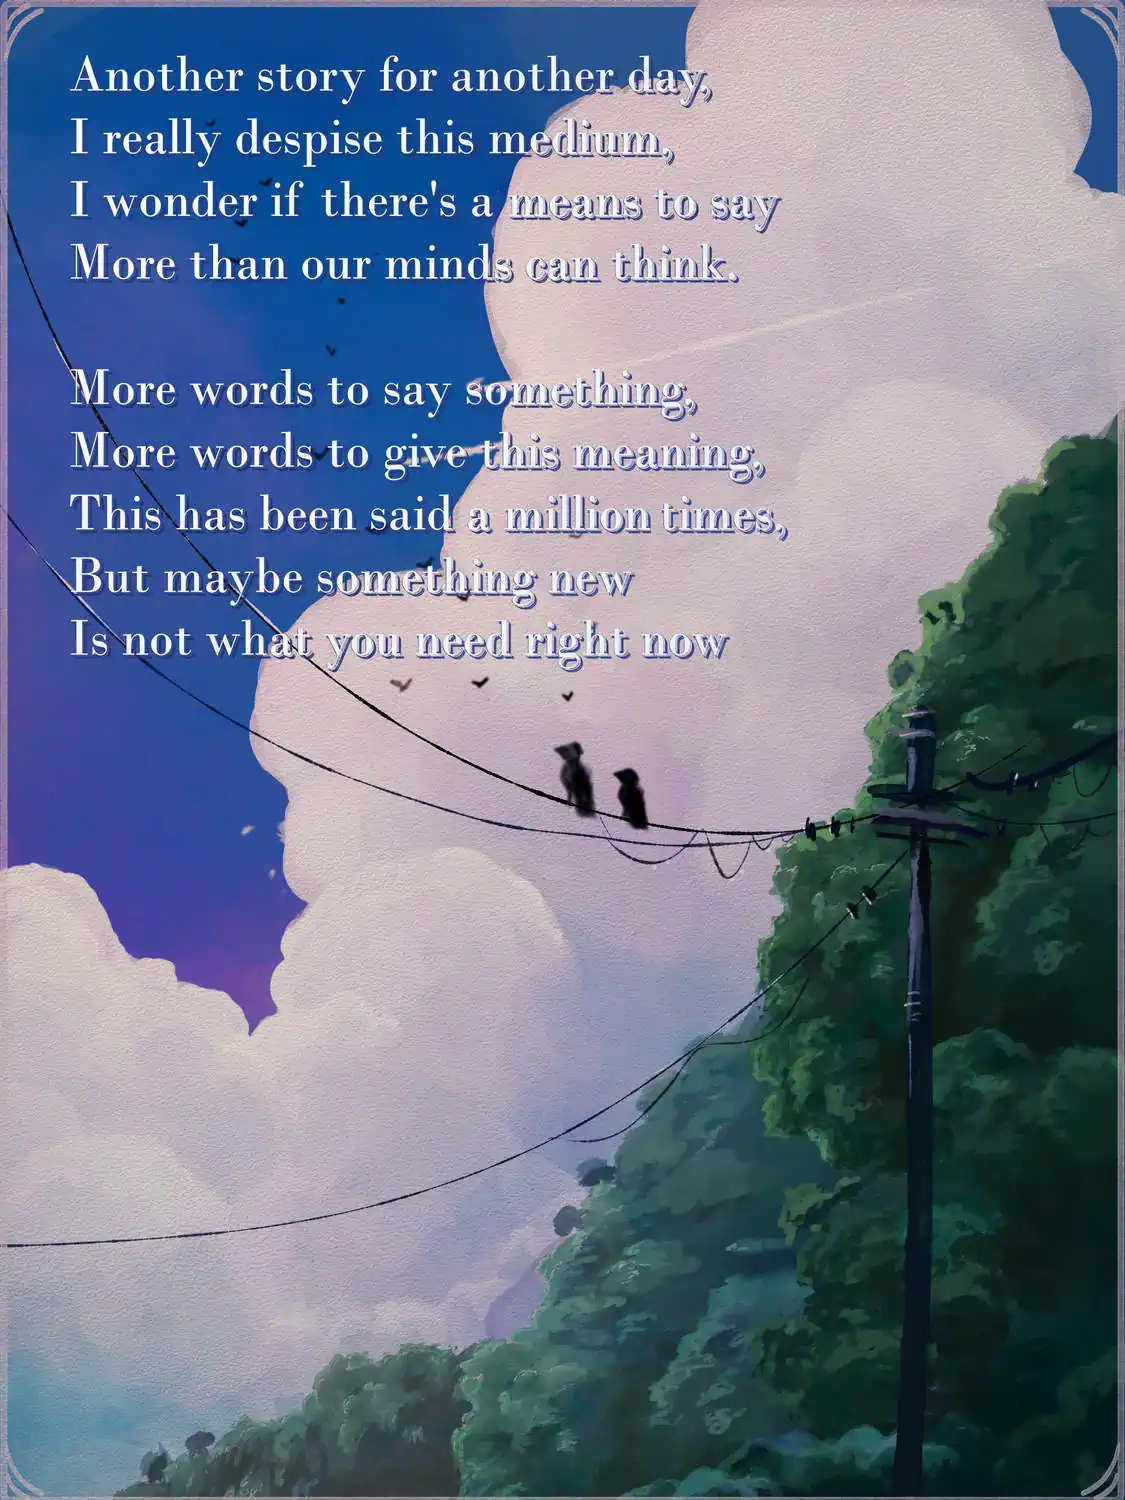 Another story for another day,
I really despise this medium,
I wonder if there's a means to say
More than our minds can think.
More words to say something,
More words to give this meaning,
This has been said a million times,
But maybe something new
Is not what you need right now